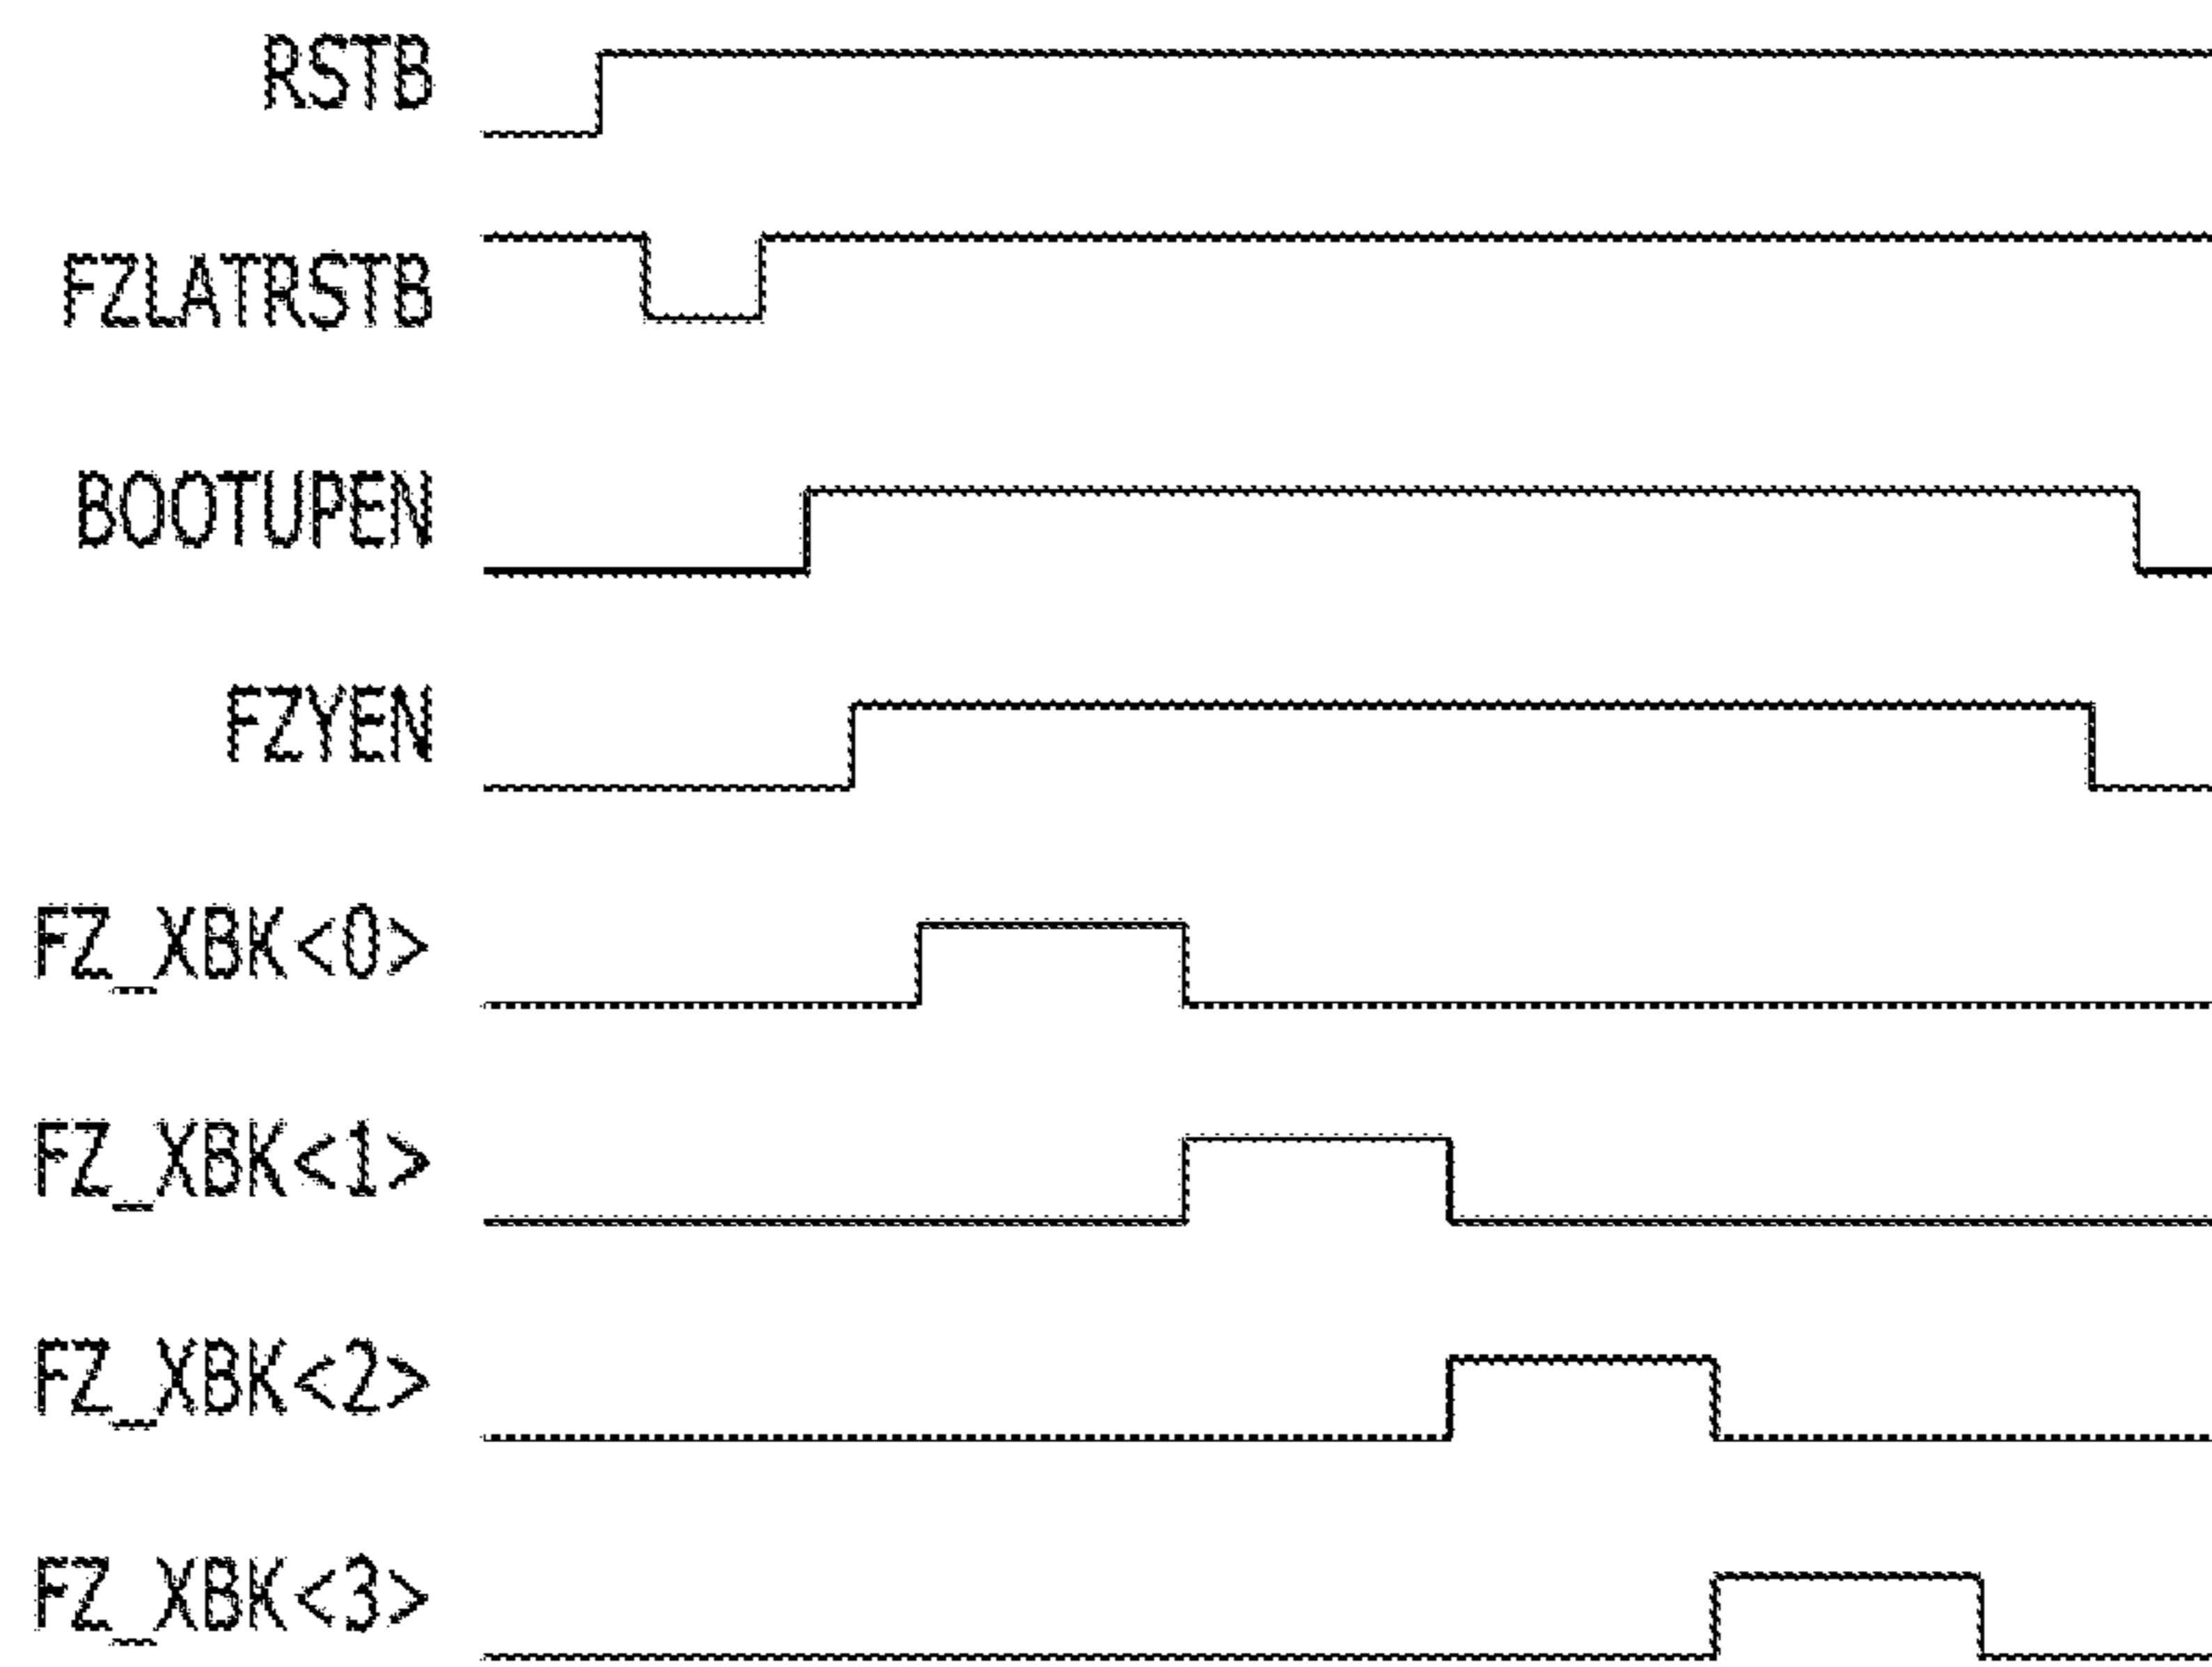 RSTB
FZLATRSTB
BOOTUPEN
FZYEN
FZ_XBK<0>
FZ_XBK<1>
FZ_XBK<2>
FZ_XBK<3>